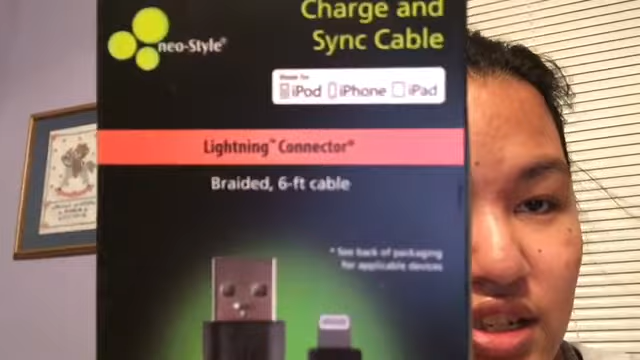 Charge and
Sync Cable
neo-Style®
Made for
iPod iPhone iPad
Lightning™ Connector*
Braided, 6-ft cable
* See back of packaging
for applicable devices